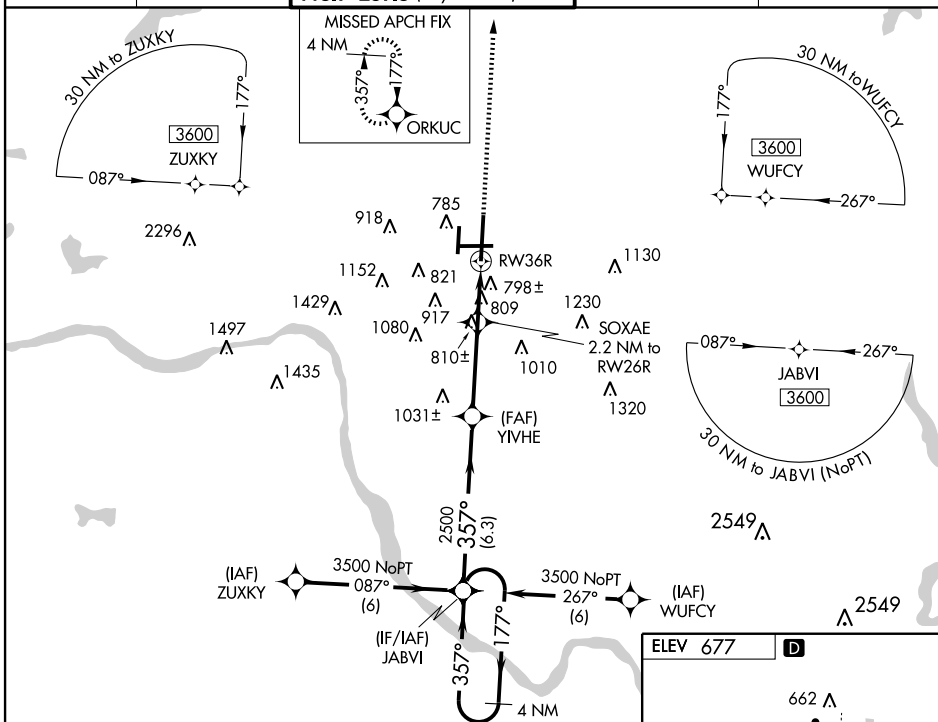 MISSED APCH FIX
4 NM
357°
177°
ORKUC
30 NM to ZUXKY
177°
3600
ZUXKY
087°
30 NM to WUFCY
177°
3600
WUFCY
267°
2296
918
785
1152
821
RW36R
798±
1130
1429
917
809
1230
1497
1080
810±
SOXAE
2.2 NM to
RW26R
1010
1435
1031±
1320
(FAF)
YIVHE
087°
267°
JABVI
3600
30 NM to JABVI (NoPT)
2500
357°
(6.3)
2549
(IAF)
ZUXKY
3500 NoPT
087°
(6)
3500 NoPT
267°
(6)
(IAF)
WUFCY
(IF/IAF)
JABVI
357°
177°
4 NM
2549
ELEV 677
D
662